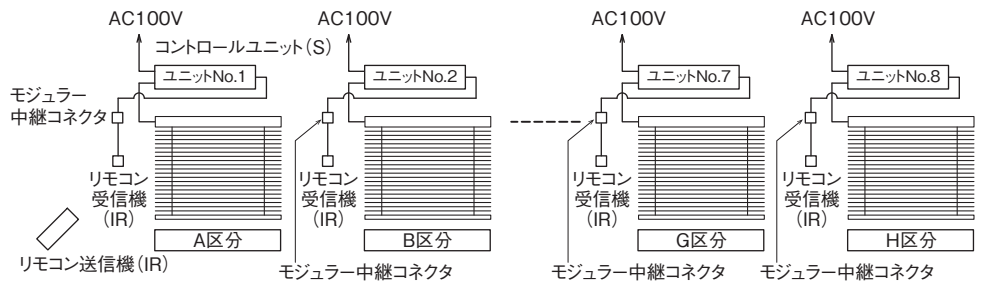 AC100V
AC100V
AC100V
AC100V
コントロールユニット(S)
ユニットNo.1
ユニットNo.2
ユニットNo.7
ユニットNo.8
モジュラー
中継コネクタ
リモコン
受信機
(IR)
リモコン
受信機
(IR)
リモコン
受信機
(IR)
リモコン
受信機
(IR)
A区分
B区分
G区分
H区分
リモコン送信機(IR)
モジュラー中継コネクタ
モジュラー中継コネクタ
モジュラー中継コネクタ